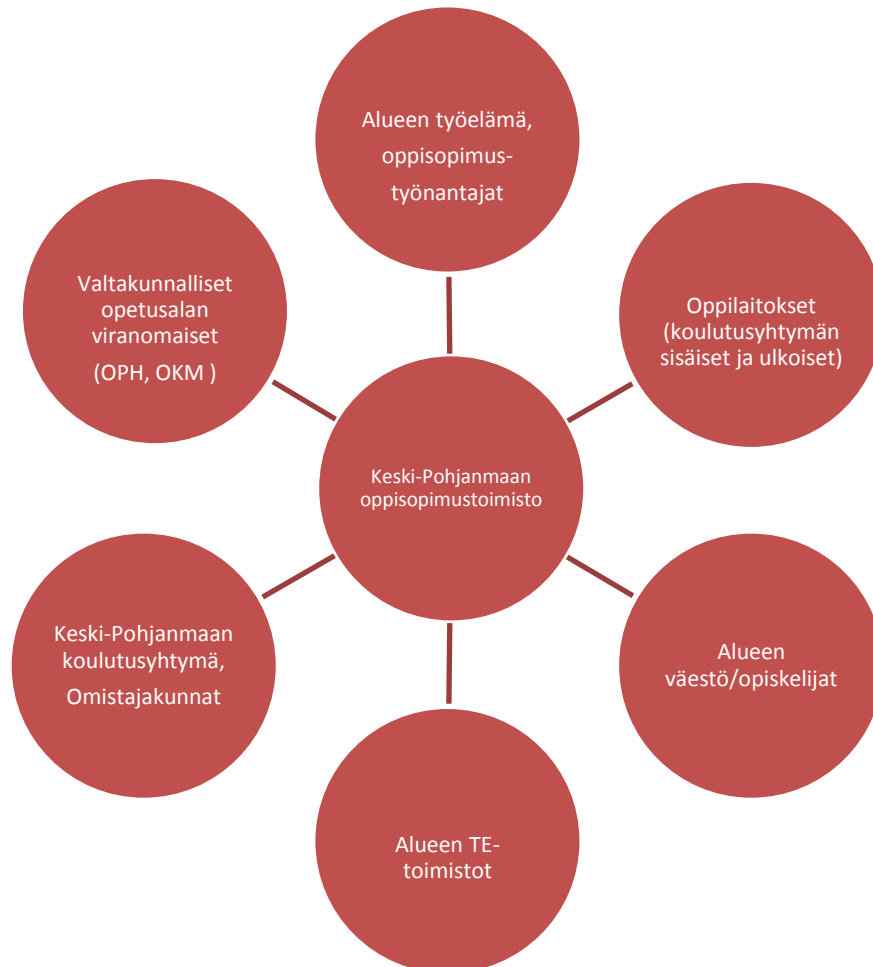 Alueen työelämä,
oppisopimus-
työnantajat
Valtakunnalliset
opetusalan
viranomaiset
(OPH, OKM )
Oppilaitokset
(koulutusyhtymän
sisäiset ja ulkoiset)
Keski-Pohjanmaan
oppisopimustoimisto
Keski-Pohjanmaan
koulutusyhtymä,
Omistajakunnat
Alueen
väestö/opiskelijat
Alueen TE-
toimistot